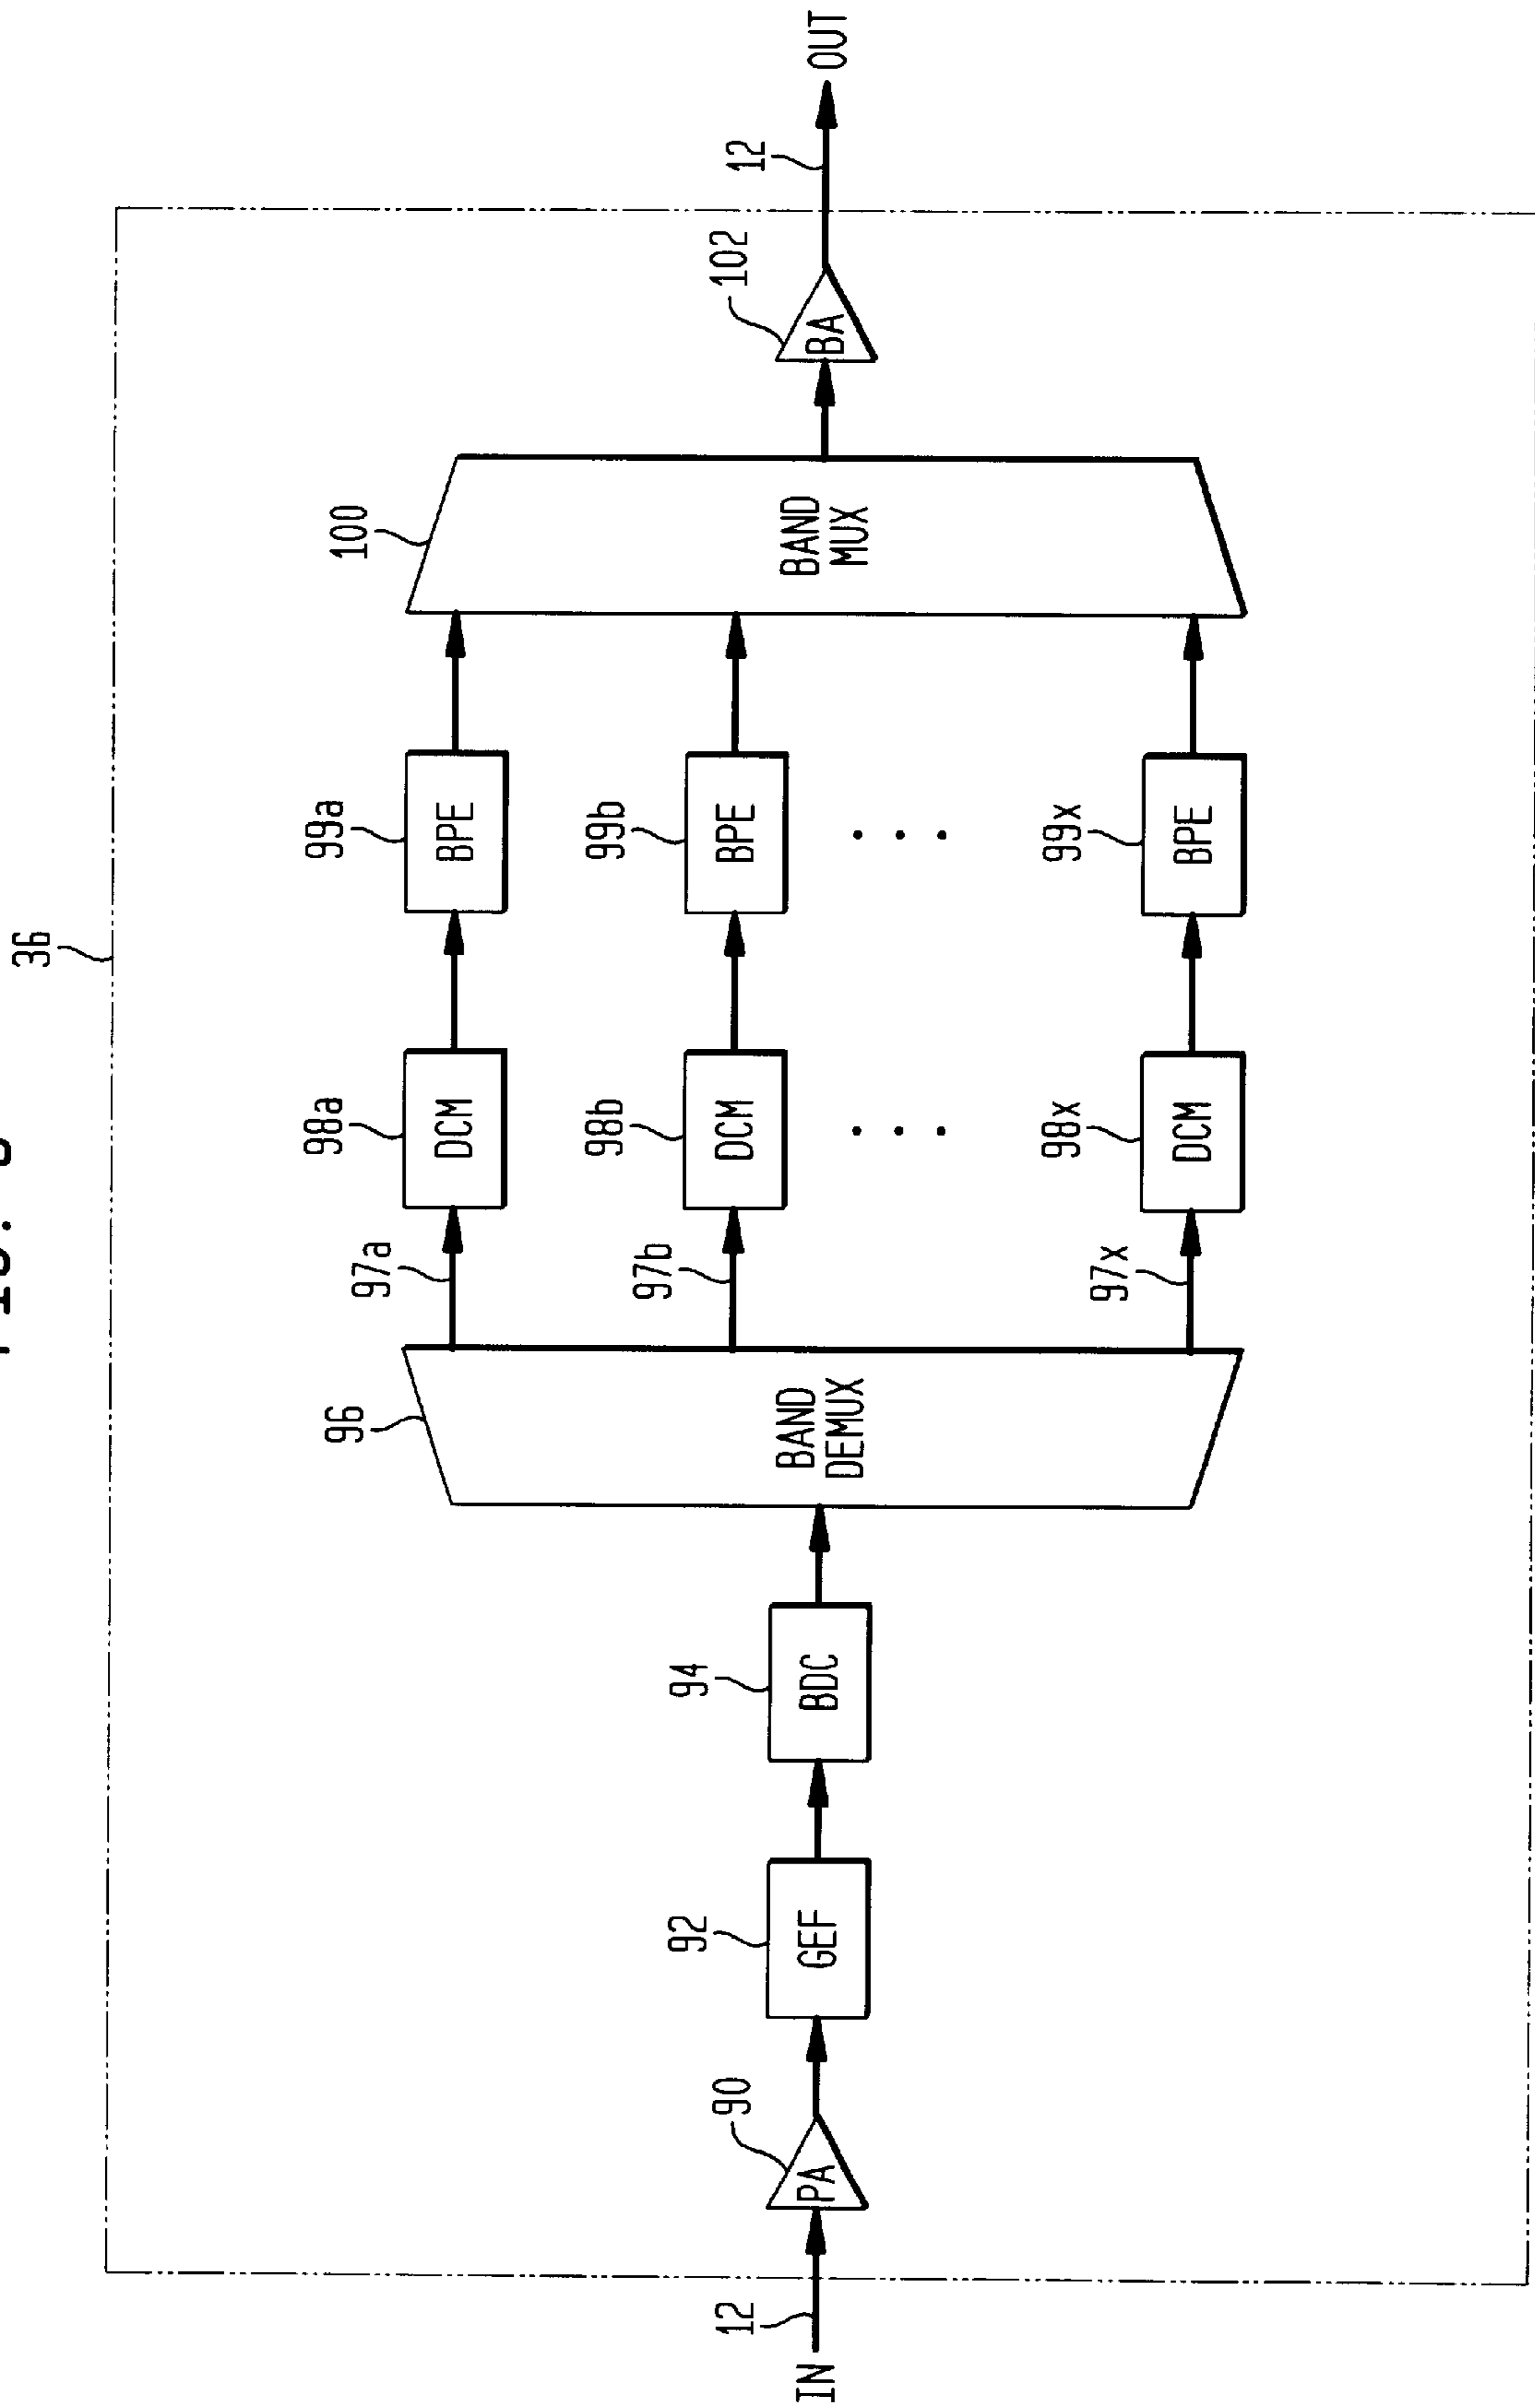 36
IN
12
PA
90
GEF
92
BDC
94
BAND
DEMUX
96
97a
DCM
98a
BPE
99a
97b
DCM
98b
BPE
99b
97x
DCM
98x
BPE
99x
BAND
MUX
100
BA
102
12
OUT